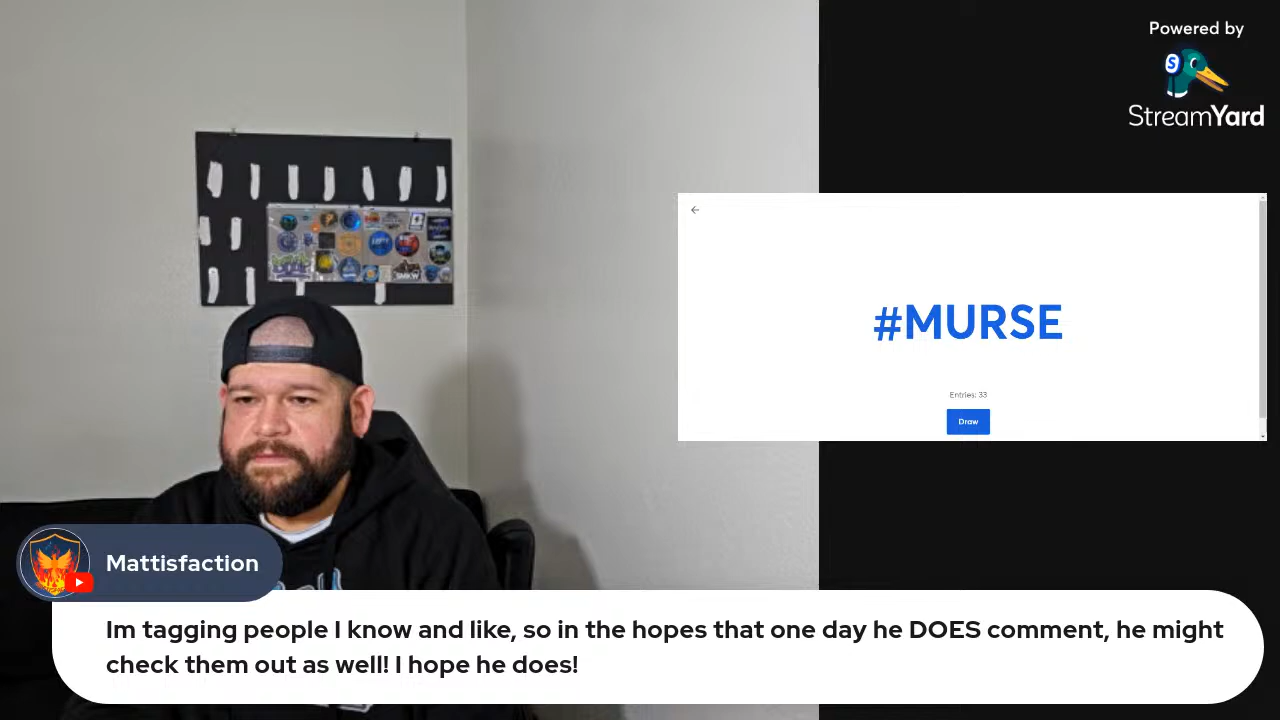 Powered by
S
StreamYard
#MURSE
Entries: 33
Draw
SMKW
Mattisfaction
Im tagging people I know and like, so in the hopes that one day he DOES comment, he might
check them out as well! I hope he does!